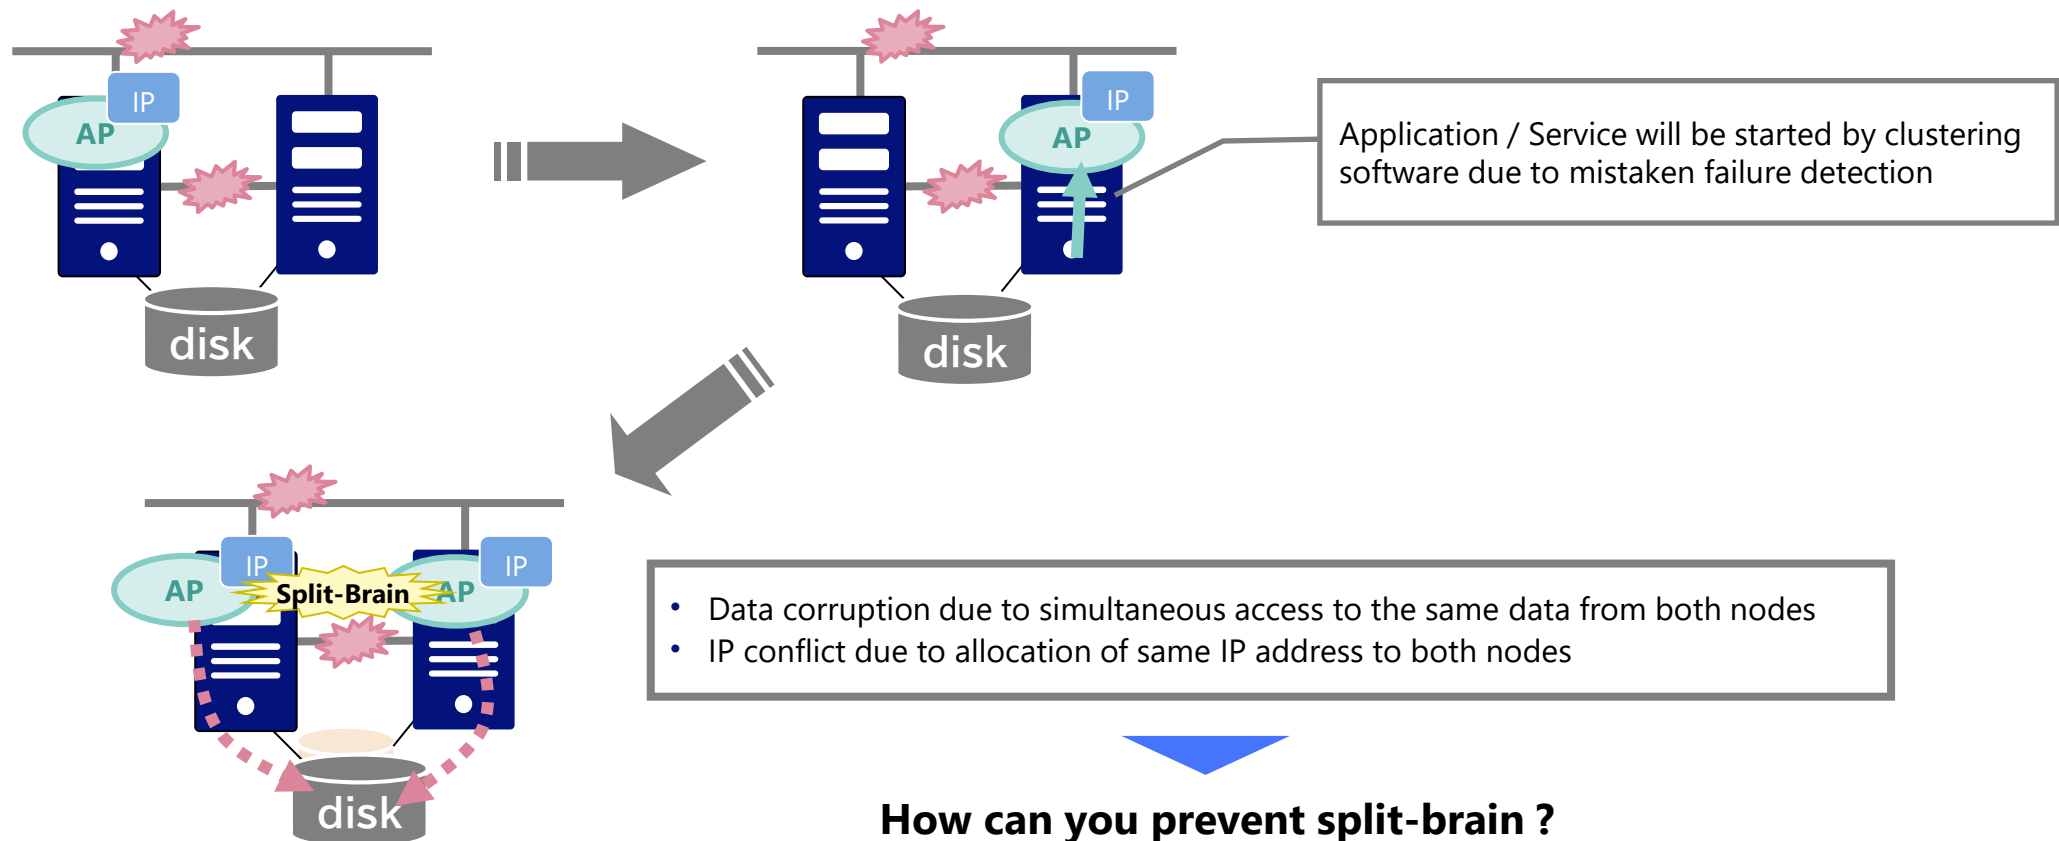 IP
AP
disk
IP
AP
disk
Application / Service will be started by clustering
software due to mistaken failure detection
IP
AP
Split-Brain
IP
AP
disk
• Data corruption due to simultaneous access to the same data from both nodes
• IP conflict due to allocation of same IP address to both nodes
How can you prevent split-brain ?